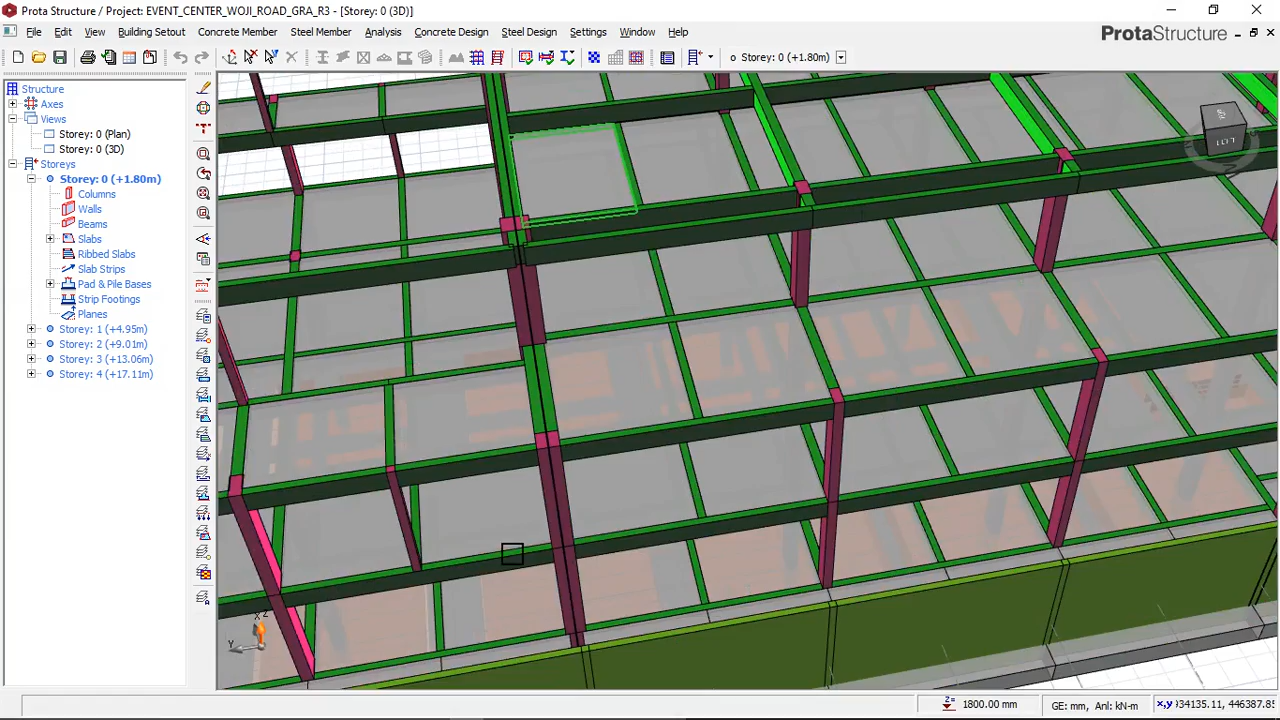 Prota Structure / Project: EVENT_CENTER_WOJI_ROAD_GRA_R3 - [Storey: 0 (3D)]
File Edit View Building Setout Concrete Member Steel Member Analysis Concrete Design Steel Design Settings Window Help
ProtaStructure
o Storey: 0 (+1.80m)
Structure
Axes
Views
Storey: 0 (Plan)
Storey: 0 (3D)
Storeys
Storey: 0 (+1.80m)
Columns
Walls
Beams
Slabs
Ribbed Slabs
Slab Strips
Pad & Pile Bases
Strip Footings
Planes
Storey: 1 (+4.95m)
Storey: 2 (+9.01m)
Storey: 3 (+13.06m)
Storey: 4 (+17.11m)
X Z
Y
Z= 1800.00 mm
GE: mm, Anl: kN-m
x,y 434135.11, 446387.85